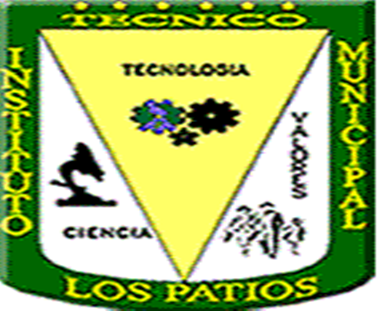 TECNICO
INSTITUTO
MUNICIPAL
TECNOLOGIA
VALORES
CIENCIA
LOS PATIOS